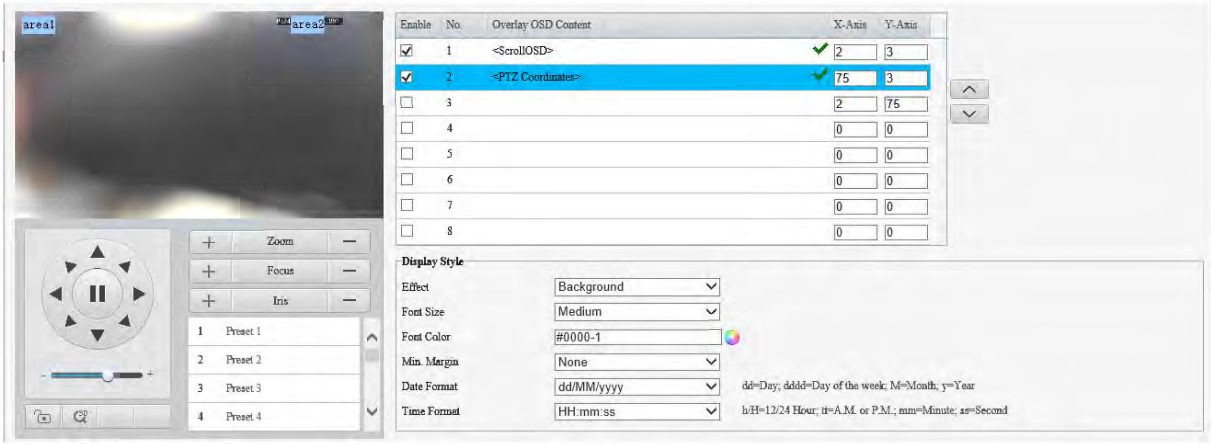 area1
area2
Enable No. Overlay OSD Content X-Axis Y-Axis
1 <ScrollOSD> 2 3
2 <PTZ Coordinates> 75 3
3 2 75
4 0 0
5 0 0
6 0 0
7 0 0
8 0 0
+ Zoom −
+ Focus −
+ Iris −
1 Preset 1
2 Preset 2
3 Preset 3
4 Preset 4
- +
3D
Display Style
Effect Background
Font Size Medium
Font Color #0000-1
Min. Margin None
Date Format dd/MM/yyyy dd=Day; dddd=Day of the week; M=Month; y=Year
Time Format HH:mm:ss h/H=12/24 Hour; tt=A.M. or P.M.; mm=Minute; ss=Second